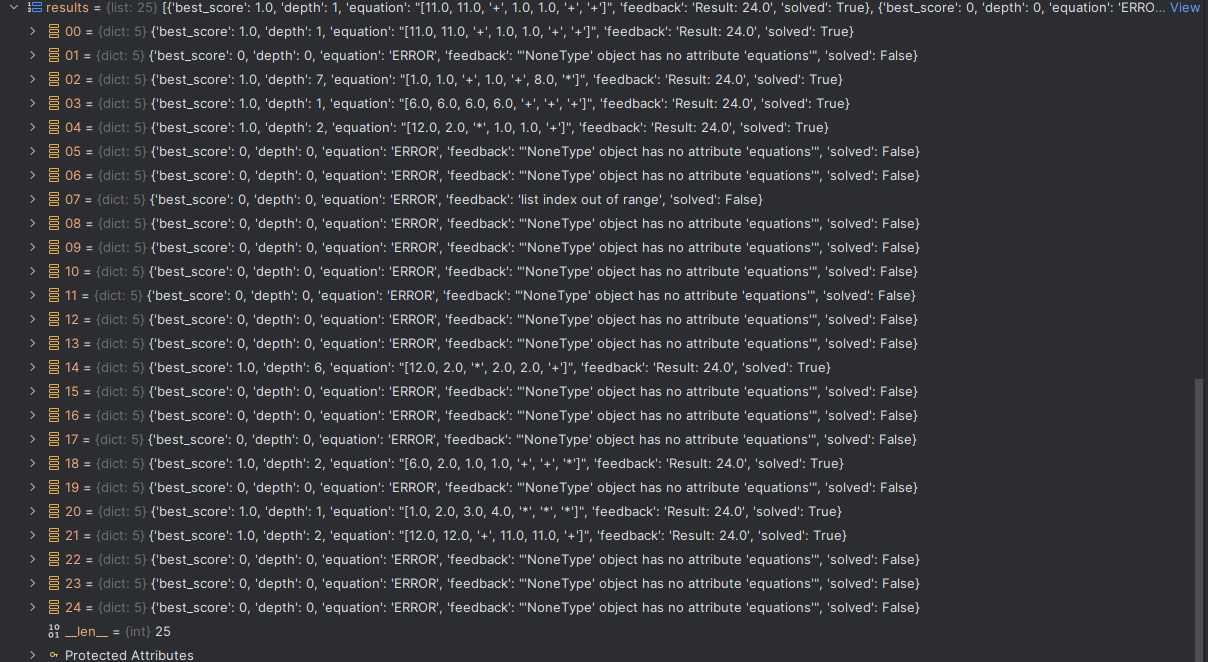 results = {list: 25} [{'best_score': 1.0, 'depth': 1, 'equation': "[11.0, 11.0, '+', 1.0, 1.0, '+', '+']", 'feedback': 'Result: 24.0', 'solved': True}, {'best_score': 0, 'depth': 0, 'equation': 'ERRO... View
00 = {dict: 5} {'best_score': 1.0, 'depth': 1, 'equation': "[11.0, 11.0, '+', 1.0, 1.0, '+', '+']", 'feedback': 'Result: 24.0', 'solved': True}
01 = {dict: 5} {'best_score': 0, 'depth': 0, 'equation': 'ERROR', 'feedback': "'NoneType' object has no attribute 'equations'", 'solved': False}
02 = {dict: 5} {'best_score': 1.0, 'depth': 7, 'equation': "[1.0, 1.0, '+', 1.0, '+', 8.0, '*']", 'feedback': 'Result: 24.0', 'solved': True}
03 = {dict: 5} {'best_score': 1.0, 'depth': 1, 'equation': "[6.0, 6.0, 6.0, 6.0, '+', '+', '+']", 'feedback': 'Result: 24.0', 'solved': True}
04 = {dict: 5} {'best_score': 1.0, 'depth': 2, 'equation': "[12.0, 2.0, '*', 1.0, 1.0, '+']", 'feedback': 'Result: 24.0', 'solved': True}
05 = {dict: 5} {'best_score': 0, 'depth': 0, 'equation': 'ERROR', 'feedback': "'NoneType' object has no attribute 'equations'", 'solved': False}
06 = {dict: 5} {'best_score': 0, 'depth': 0, 'equation': 'ERROR', 'feedback': "'NoneType' object has no attribute 'equations'", 'solved': False}
07 = {dict: 5} {'best_score': 0, 'depth': 0, 'equation': 'ERROR', 'feedback': 'list index out of range', 'solved': False}
08 = {dict: 5} {'best_score': 0, 'depth': 0, 'equation': 'ERROR', 'feedback': "'NoneType' object has no attribute 'equations'", 'solved': False}
09 = {dict: 5} {'best_score': 0, 'depth': 0, 'equation': 'ERROR', 'feedback': "'NoneType' object has no attribute 'equations'", 'solved': False}
10 = {dict: 5} {'best_score': 0, 'depth': 0, 'equation': 'ERROR', 'feedback': "'NoneType' object has no attribute 'equations'", 'solved': False}
11 = {dict: 5} {'best_score': 0, 'depth': 0, 'equation': 'ERROR', 'feedback': "'NoneType' object has no attribute 'equations'", 'solved': False}
12 = {dict: 5} {'best_score': 0, 'depth': 0, 'equation': 'ERROR', 'feedback': "'NoneType' object has no attribute 'equations'", 'solved': False}
13 = {dict: 5} {'best_score': 0, 'depth': 0, 'equation': 'ERROR', 'feedback': "'NoneType' object has no attribute 'equations'", 'solved': False}
14 = {dict: 5} {'best_score': 1.0, 'depth': 6, 'equation': "[12.0, 2.0, '*', 2.0, 2.0, '+']", 'feedback': 'Result: 24.0', 'solved': True}
15 = {dict: 5} {'best_score': 0, 'depth': 0, 'equation': 'ERROR', 'feedback': "'NoneType' object has no attribute 'equations'", 'solved': False}
16 = {dict: 5} {'best_score': 0, 'depth': 0, 'equation': 'ERROR', 'feedback': "'NoneType' object has no attribute 'equations'", 'solved': False}
17 = {dict: 5} {'best_score': 0, 'depth': 0, 'equation': 'ERROR', 'feedback': "'NoneType' object has no attribute 'equations'", 'solved': False}
18 = {dict: 5} {'best_score': 1.0, 'depth': 2, 'equation': "[6.0, 2.0, 1.0, 1.0, '+', '+', '*']", 'feedback': 'Result: 24.0', 'solved': True}
19 = {dict: 5} {'best_score': 0, 'depth': 0, 'equation': 'ERROR', 'feedback': "'NoneType' object has no attribute 'equations'", 'solved': False}
20 = {dict: 5} {'best_score': 1.0, 'depth': 1, 'equation': "[1.0, 2.0, 3.0, 4.0, '*', '*', '*']", 'feedback': 'Result: 24.0', 'solved': True}
21 = {dict: 5} {'best_score': 1.0, 'depth': 2, 'equation': "[12.0, 12.0, '+', 11.0, 11.0, '+']", 'feedback': 'Result: 24.0', 'solved': True}
22 = {dict: 5} {'best_score': 0, 'depth': 0, 'equation': 'ERROR', 'feedback': "'NoneType' object has no attribute 'equations'", 'solved': False}
23 = {dict: 5} {'best_score': 0, 'depth': 0, 'equation': 'ERROR', 'feedback': "'NoneType' object has no attribute 'equations'", 'solved': False}
24 = {dict: 5} {'best_score': 0, 'depth': 0, 'equation': 'ERROR', 'feedback': "'NoneType' object has no attribute 'equations'", 'solved': False}
__len__ = {int} 25
Protected Attributes